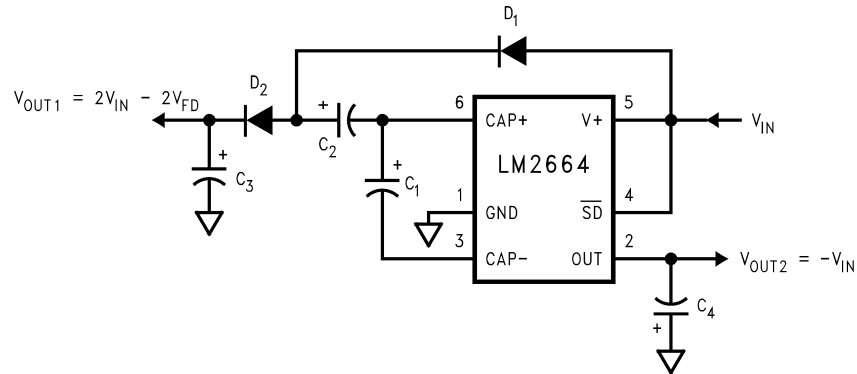 D1
D2
VOUT1 = 2VIN - 2VFD
6
5
CAP+
V+
VIN
+
C2
LM2664
+
C1
+
C3
1
4
GND
SD
3
2
CAP-
OUT
VOUT2 = -VIN
C4
+